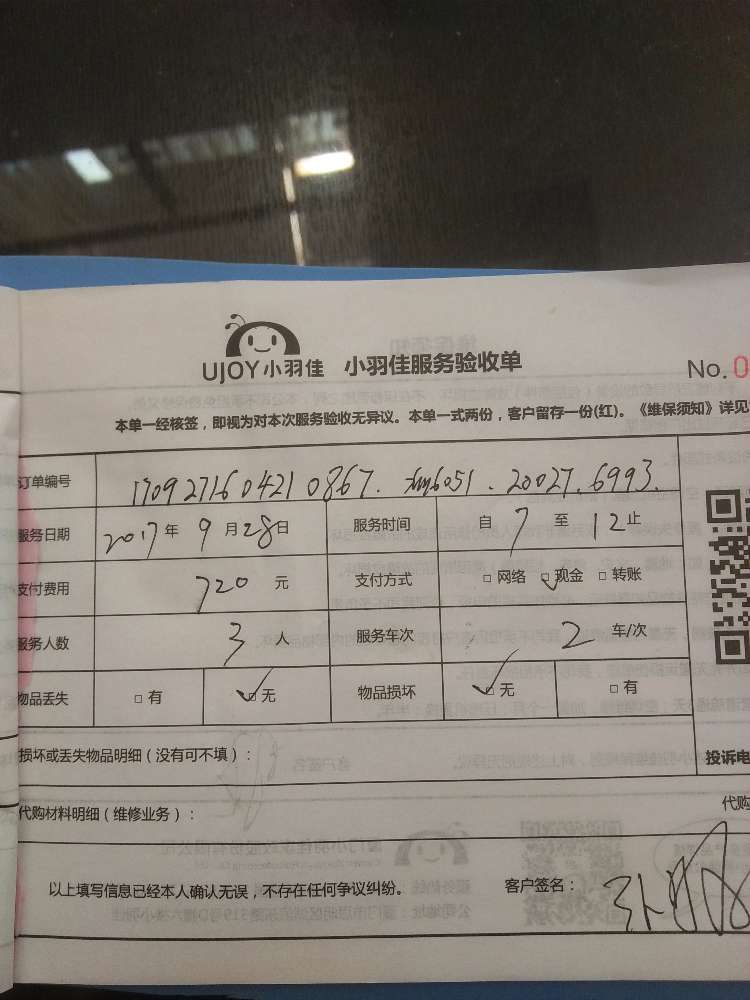 UJOY小羽佳 小羽佳服务验收单
No. 0
本单一经核签，即视为对本次服务验收无异议。本单一式两份，客户留存一份(红)。《维保须知》详见
订单编号 170927160421 0867. xm6051. 20027.6993.
服务日期 2017年 9月28日 服务时间 自 7 至 12止
支付费用 720 元 支付方式 □ 网络 ☑ 现金 □ 转账
服务人数 3 人 服务车次 2 车/次
物品丢失 □ 有 ☑ 无 物品损坏 ☑ 无 □ 有
损坏或丢失物品明细（没有可不填）： 投诉电
代购材料明细（维修业务）： 代购
以上填写信息已经本人确认无误，不存在任何争议纠纷。 客户签名：